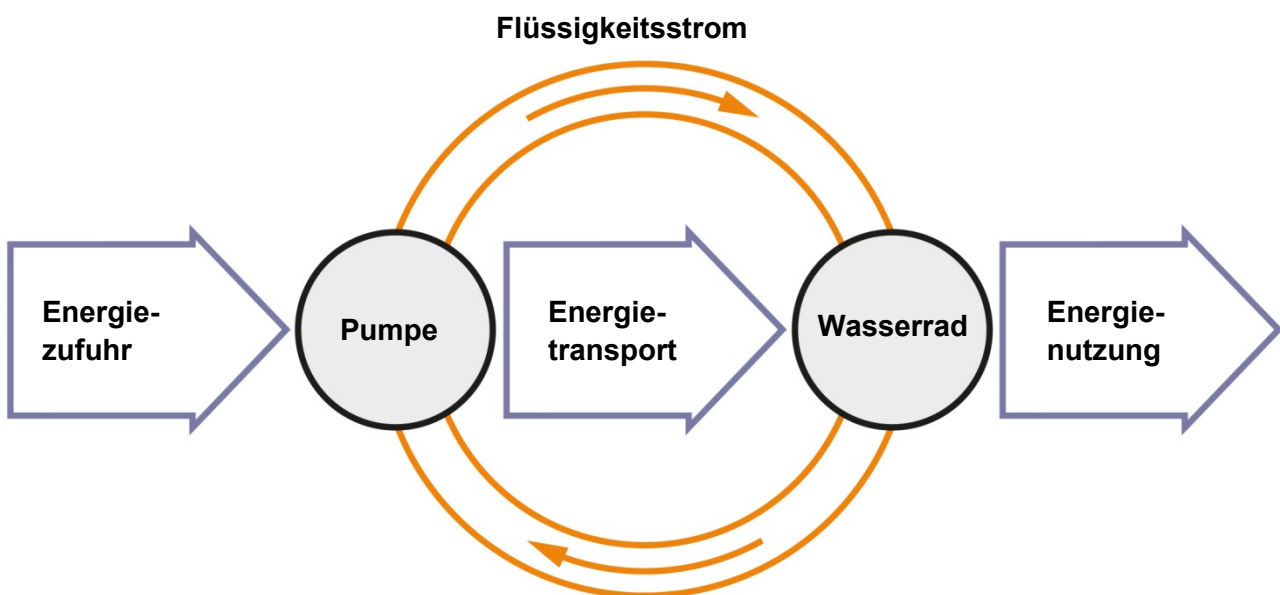 Flüssigkeitsstrom
Energie-
zufuhr
Pumpe
Energie-
transport
Wasserrad
Energie-
nutzung